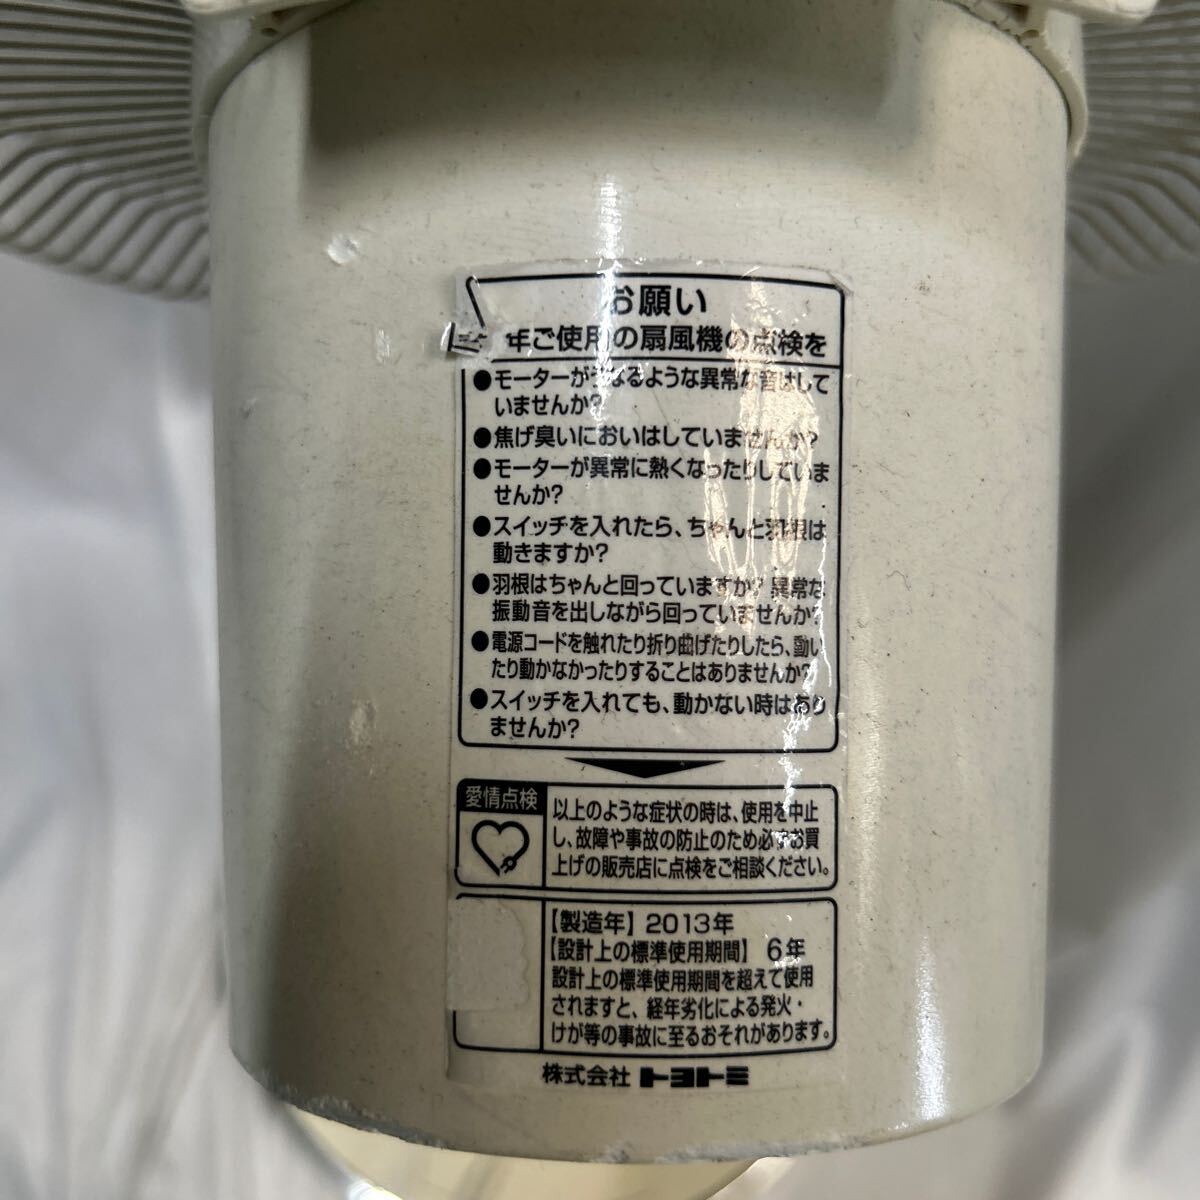 お願い
年ご使用の扇風機の点検を
●モーターがうなるような異常な音はして
いませんか?
●焦げ臭いにおいはしていませんか?
●モーターが異常に熱くなったりしていま
せんか?
●スイッチを入れたら、ちゃんと羽根は
動きますか?
●羽根はちゃんと回っていますか?異常な
振動音を出しながら回っていませんか?
●電源コードを触れたり折り曲げたりしたら、動い
たり動かなかったりすることはありませんか?
●スイッチを入れても、動かない時はあり
ませんか?
愛情点検
以上のような症状の時は、使用を中止
し、故障や事故の防止のため必ずお買
上げの販売店に点検をご相談ください。
【製造年】2013年
【設計上の標準使用期間】 6年
設計上の標準使用期間を超えて使用
されますと、経年劣化による発火・
けが等の事故に至るおそれがあります。
株式会社 トヨトミ